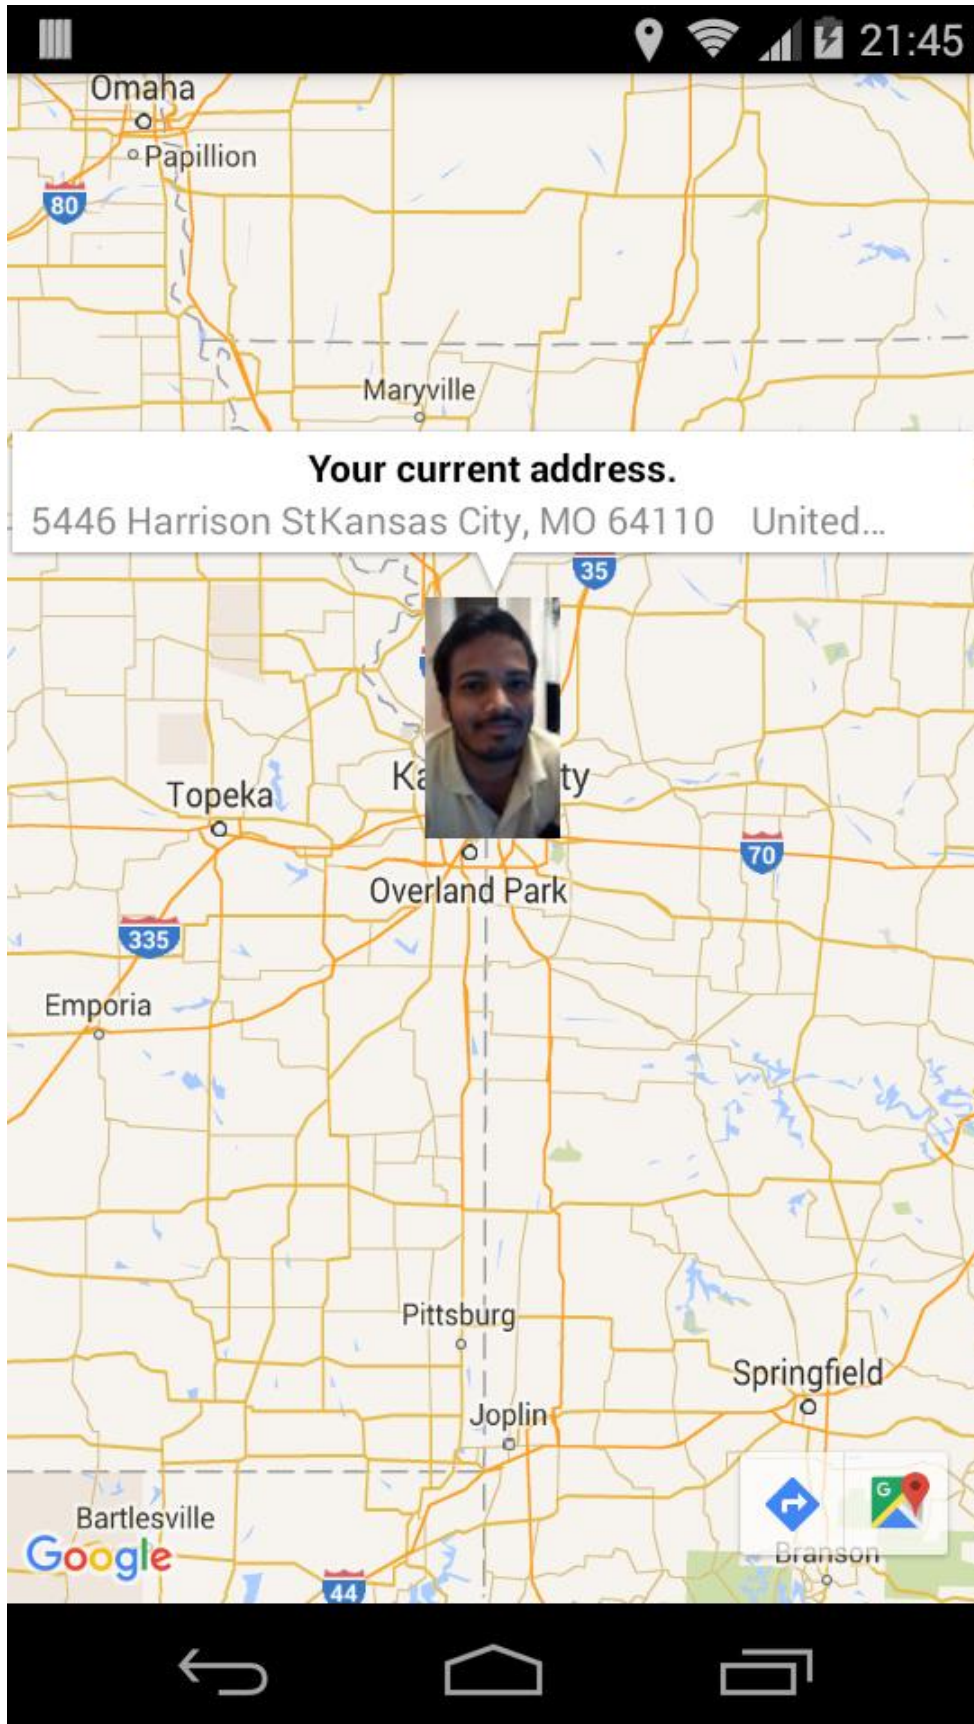 21:45
Omaha
Papillion
80
Maryville
Your current address.
5446 Harrison StKansas City, MO 64110 United...
35
Topeka
Ka ty
70
Overland Park
335
Emporia
Pittsburg
Springfield
Joplin
G
Bartlesville
Google
Branson
44